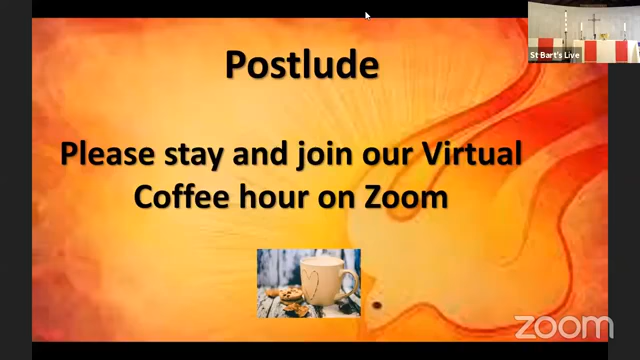 Postlude
St Bart's Live
Please stay and join our Virtual
Coffee hour on Zoom
zoom